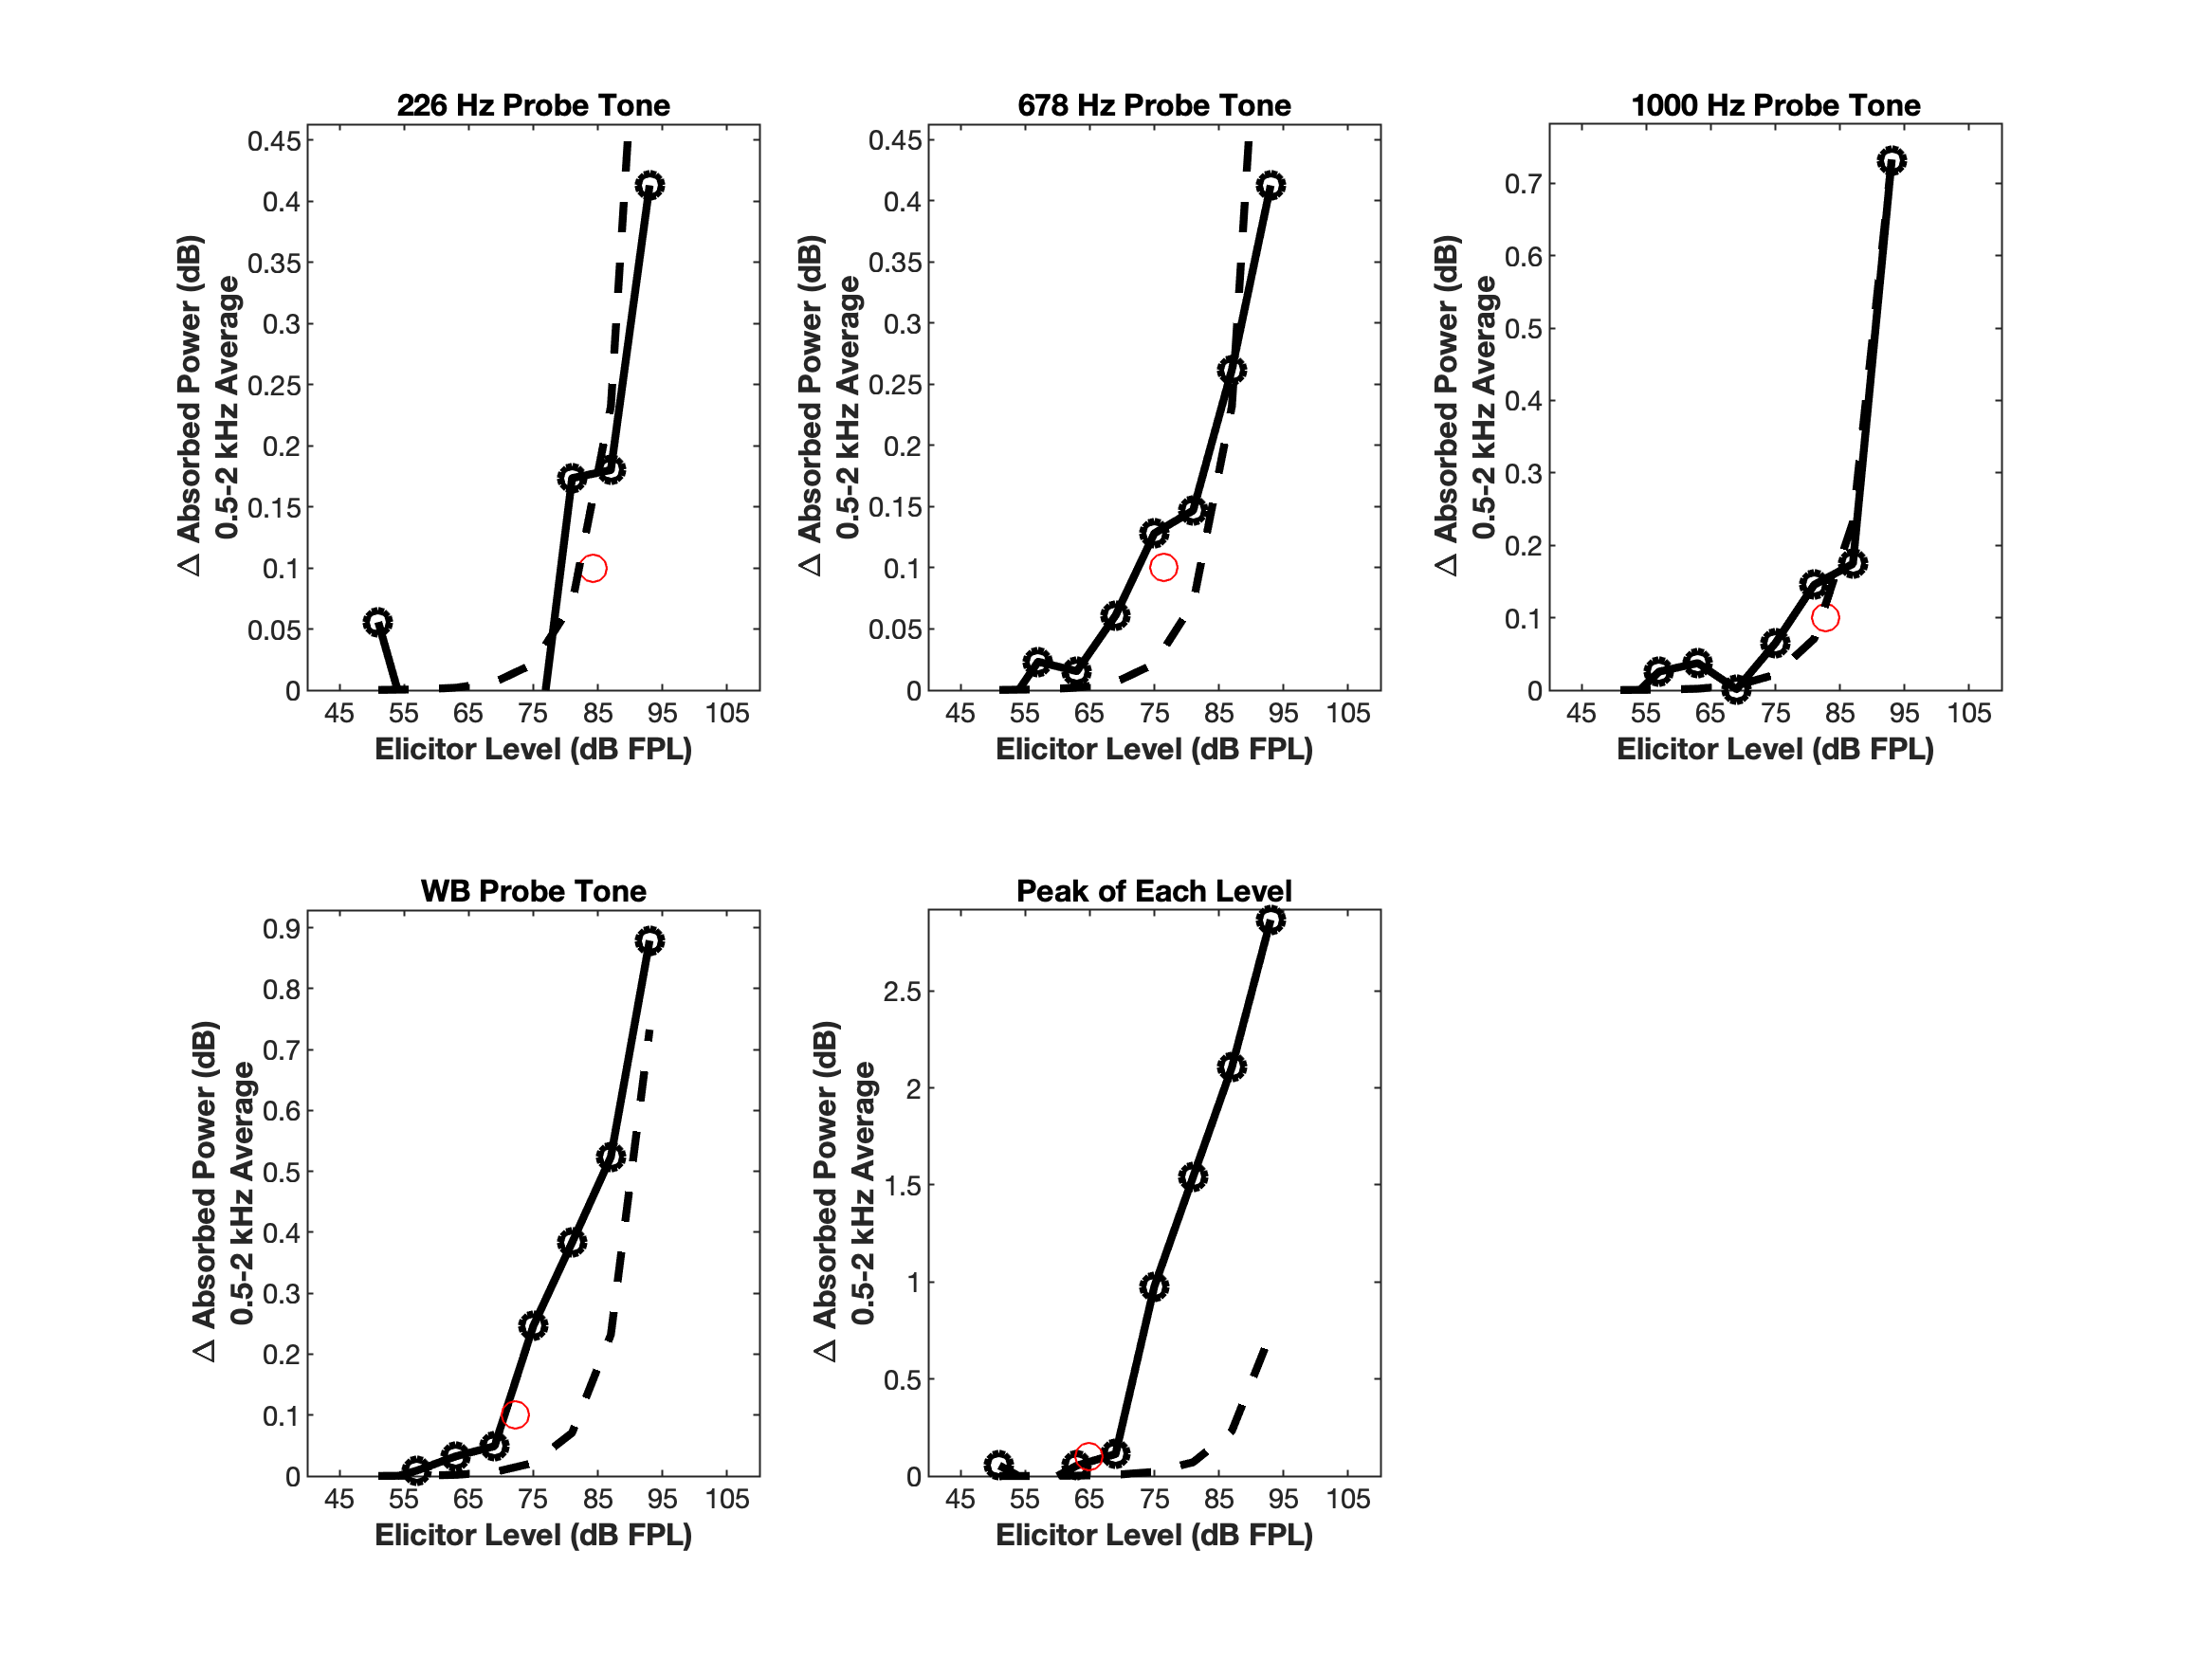 226 Hz Probe Tone
0.45
0.4
0.35
0.3
0.25
0.2
0.15
0.1
0.05
0
45 55 65 75 85 95 105
Elicitor Level (dB FPL)
Δ Absorbed Power (dB)
0.5-2 kHz Average
678 Hz Probe Tone
0.45
0.4
0.35
0.3
0.25
0.2
0.15
0.1
0.05
0
45 55 65 75 85 95 105
Elicitor Level (dB FPL)
Δ Absorbed Power (dB)
0.5-2 kHz Average
1000 Hz Probe Tone
0.7
0.6
0.5
0.4
0.3
0.2
0.1
0
45 55 65 75 85 95 105
Elicitor Level (dB FPL)
Δ Absorbed Power (dB)
0.5-2 kHz Average
WB Probe Tone
0.9
0.8
0.7
0.6
0.5
0.4
0.3
0.2
0.1
0
45 55 65 75 85 95 105
Elicitor Level (dB FPL)
Δ Absorbed Power (dB)
0.5-2 kHz Average
Peak of Each Level
2.5
2
1.5
1
0.5
0
45 55 65 75 85 95 105
Elicitor Level (dB FPL)
Δ Absorbed Power (dB)
0.5-2 kHz Average